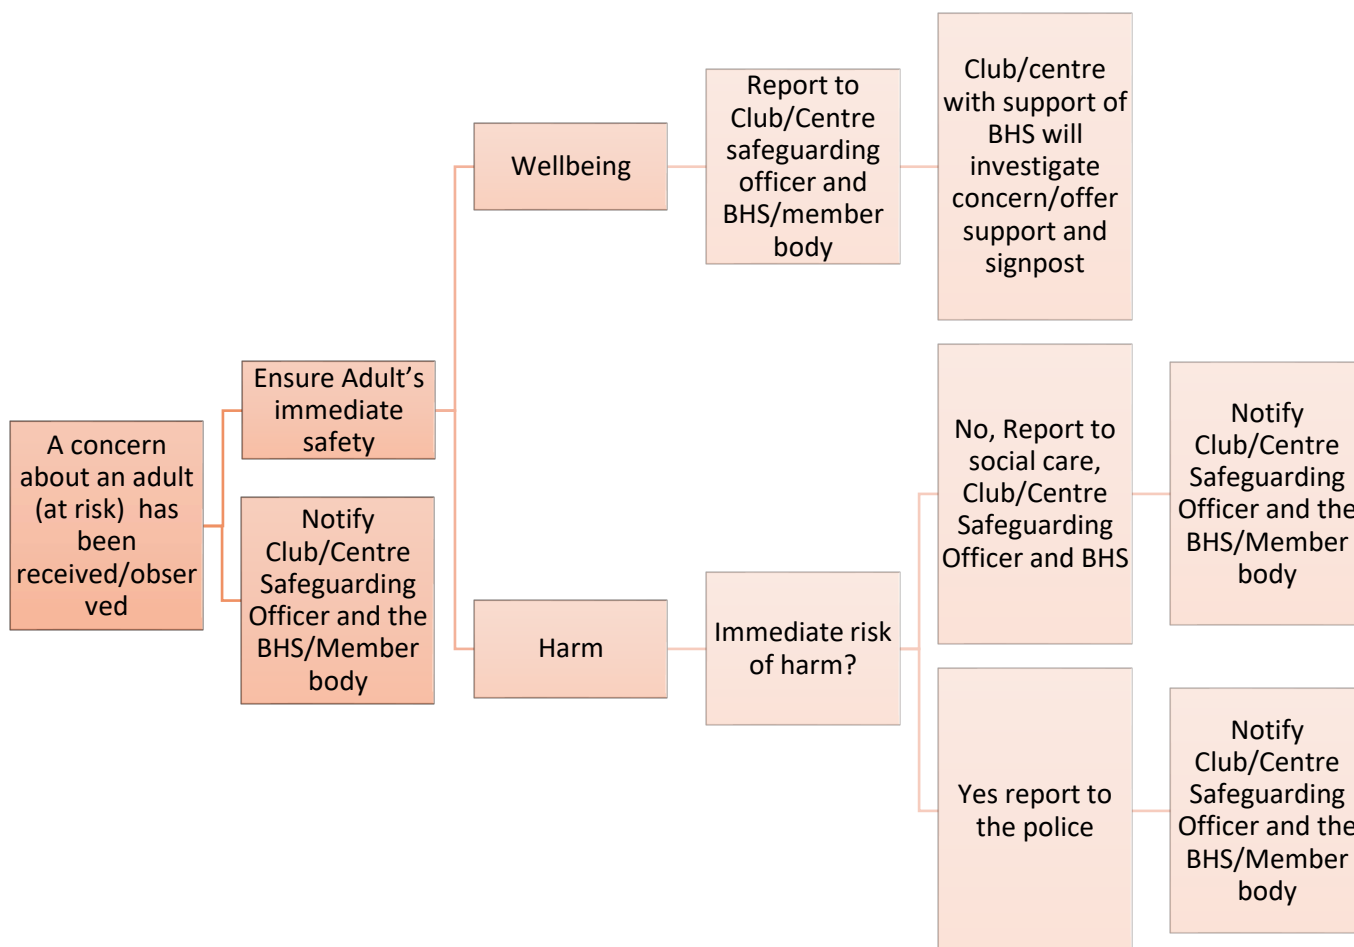 A concern
about an adult
(at risk) has
been
received/obser
ved
Ensure Adult’s
immediate
safety
Notify
Club/Centre
Safeguarding
Officer and the
BHS/Member
body
Wellbeing
Report to
Club/Centre
safeguarding
officer and
BHS/member
body
Club/centre
with support of
BHS will
investigate
concern/offer
support and
signpost
Harm
Immediate risk
of harm?
No, Report to
social care,
Club/Centre
Safeguarding
Officer and BHS
Notify
Club/Centre
Safeguarding
Officer and the
BHS/Member
body
Yes report to
the police
Notify
Club/Centre
Safeguarding
Officer and the
BHS/Member
body